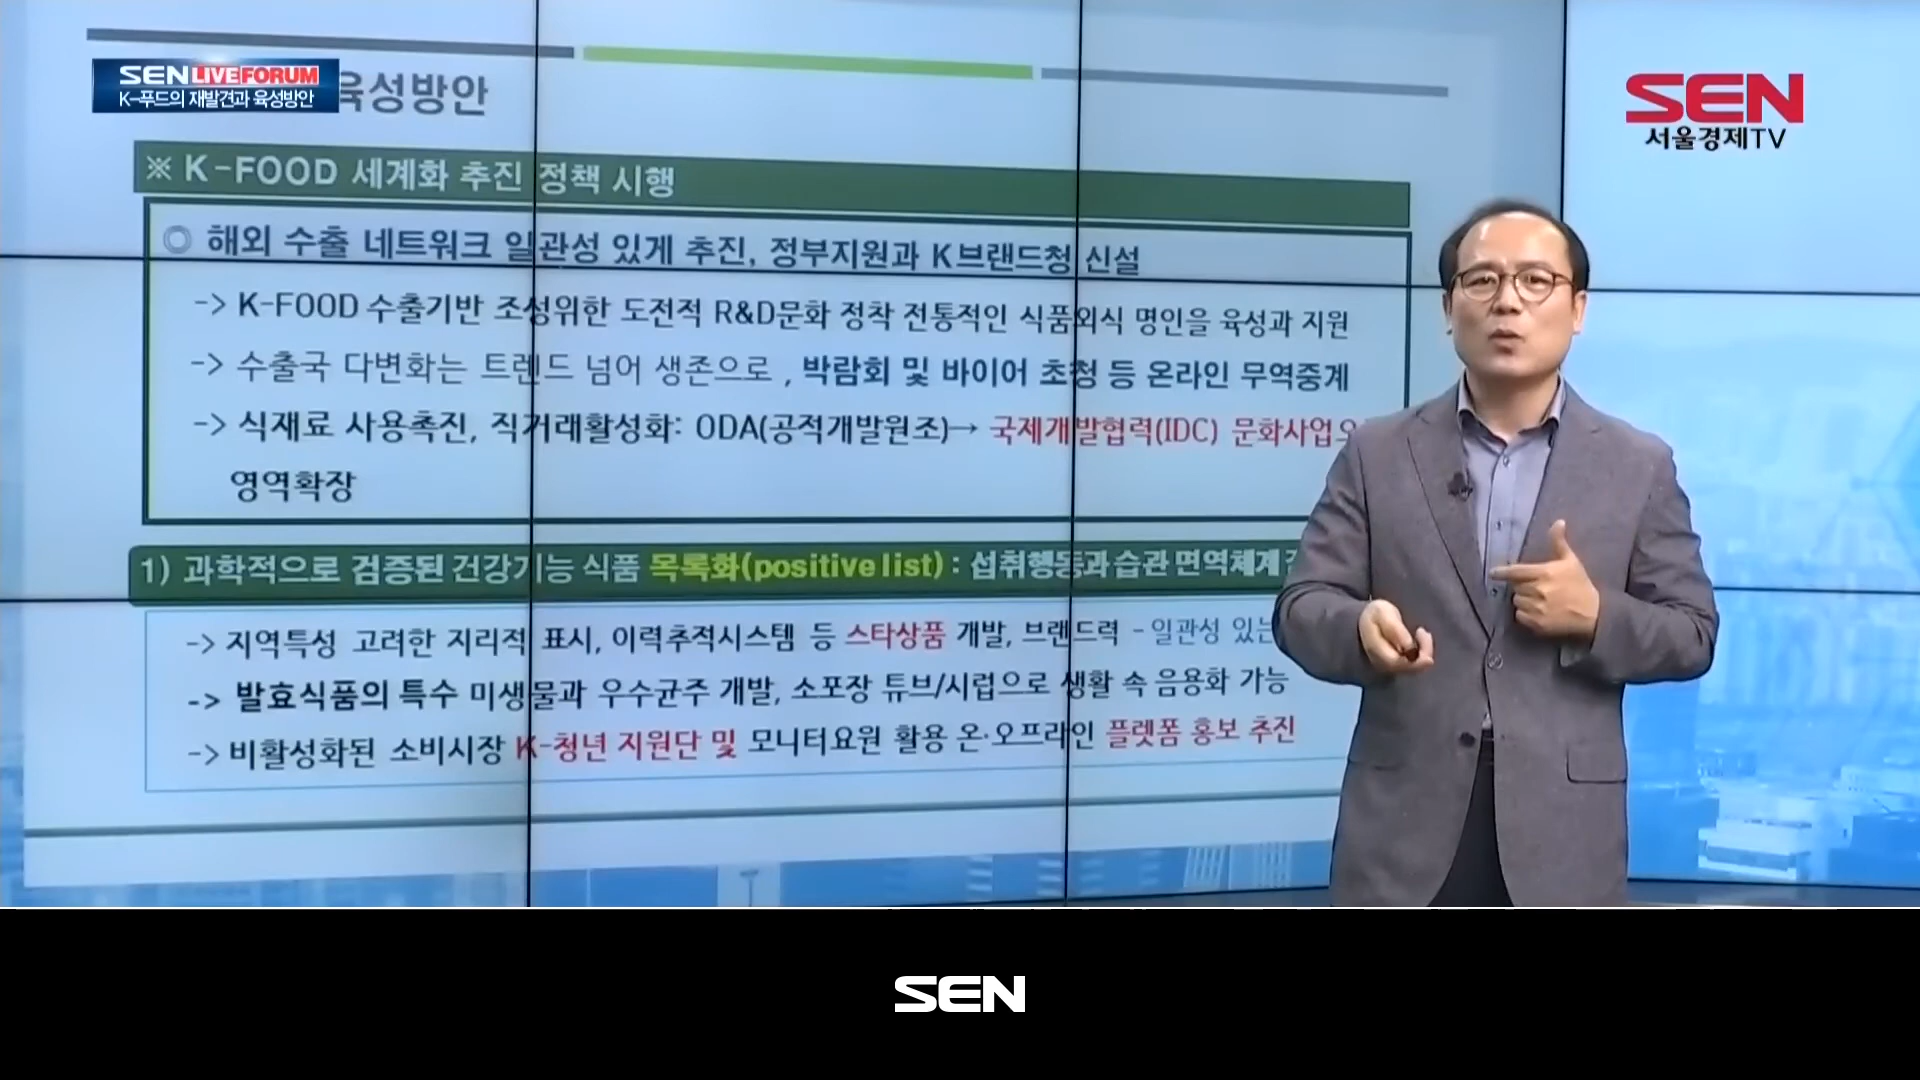 SEN LIVE FORUM
K-푸드의 재발견과 육성방안
육성방안
SEN
서울경제TV
※ K-FOOD 세계화 추진 정책 시행
◎ 해외 수출 네트워크 일관성 있게 추진, 정부지원과 K브랜드청 신설
-> K-FOOD 수출기반 조성위한 도전적 R&D문화 정착 전통적인 식품외식 명인을 육성과 지원
-> 수출국 다변화는 트렌드 넘어 생존으로 , 박람회 및 바이어 초청 등 온라인 무역중계
-> 식재료 사용촉진, 직거래활성화: ODA(공적개발원조)→ 국제개발협력(IDC) 문화사업
영역확장
1) 과학적으로 검증된 건강기능 식품 목록화(positive list) : 섭취행동과 습관 면역체계
-> 지역특성 고려한 지리적 표시, 이력추적시스템 등 스타상품 개발, 브랜드력 - 일관성 있는
-> 발효식품의 특수 미생물과 우수균주 개발, 소포장 튜브/시럽으로 생활 속 음용화 가능
-> 비활성화된 소비시장 K-청년 지원단 및 모니터요원 활용 온·오프라인 플렛폼 홍보 추진
SEN